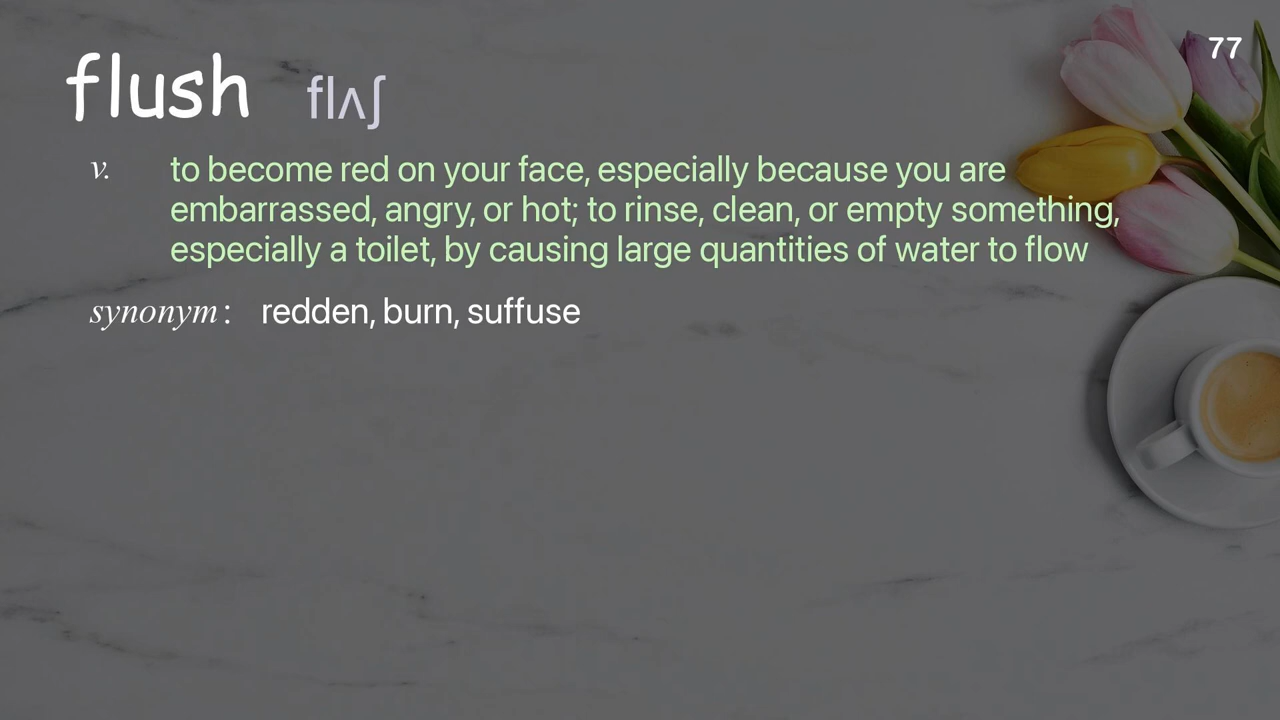 77
flush flʌʃ
v. to become red on your face, especially because you are
embarrassed, angry, or hot; to rinse, clean, or empty something,
especially a toilet, by causing large quantities of water to flow
synonym: redden, burn, suffuse